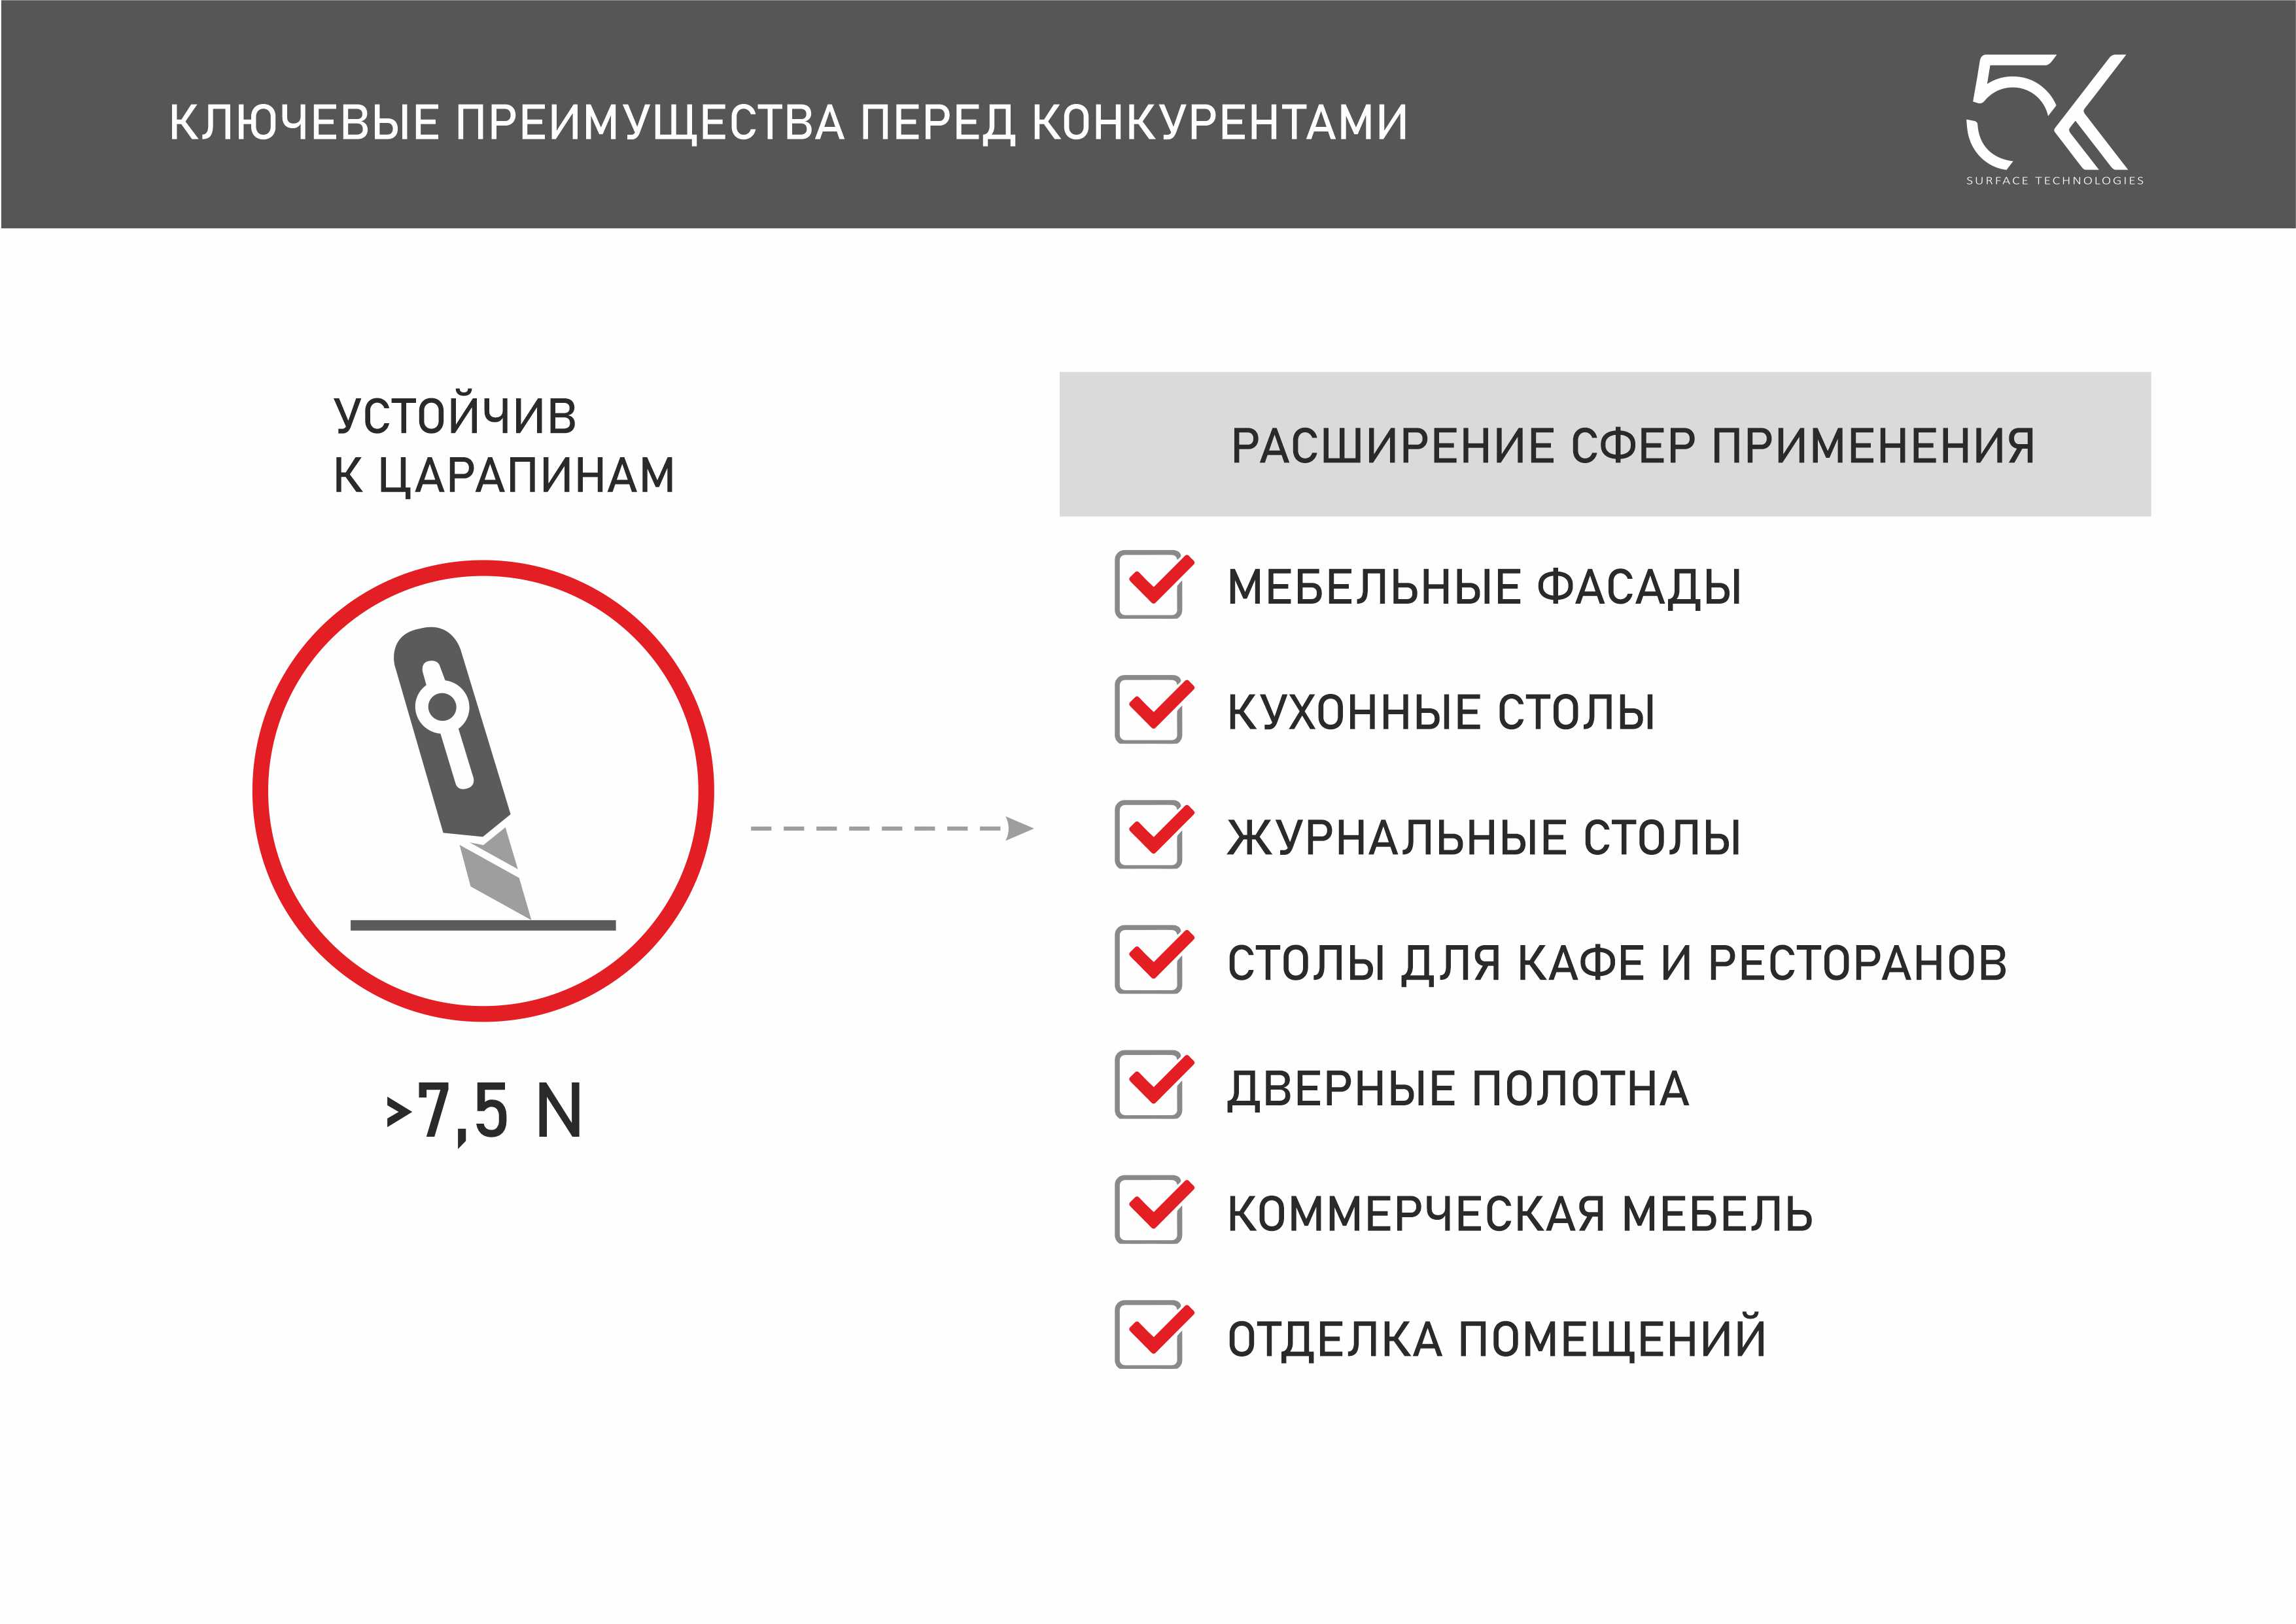 КЛЮЧЕВЫЕ ПРЕИМУЩЕСТВА ПЕРЕД КОНКУРЕНТАМИ
5K
SURFACE TECHNOLOGIES
УСТОЙЧИВ
К ЦАРАПИНАМ
>7,5 N
РАСШИРЕНИЕ СФЕР ПРИМЕНЕНИЯ
МЕБЕЛЬНЫЕ ФАСАДЫ
КУХОННЫЕ СТОЛЫ
ЖУРНАЛЬНЫЕ СТОЛЫ
СТОЛЫ ДЛЯ КАФЕ И РЕСТОРАНОВ
ДВЕРНЫЕ ПОЛОТНА
КОММЕРЧЕСКАЯ МЕБЕЛЬ
ОТДЕЛКА ПОМЕЩЕНИЙ